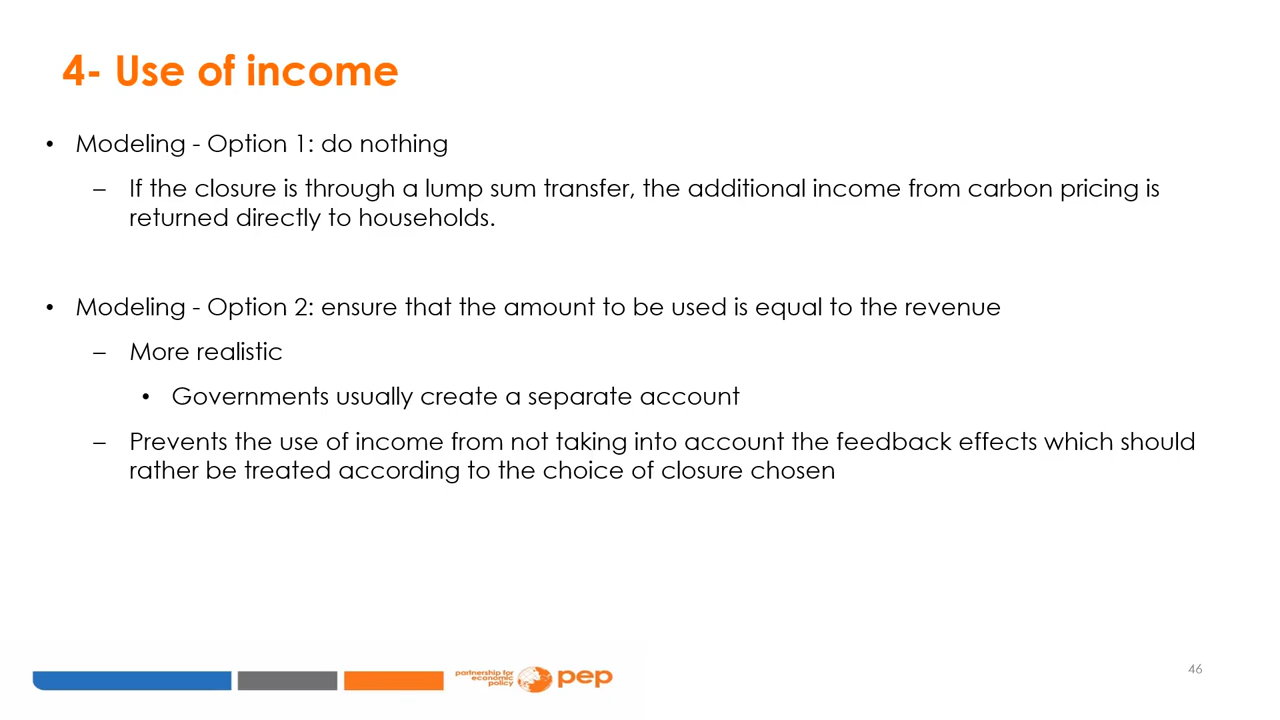 4- Use of income
• Modeling - Option 1: do nothing
– If the closure is through a lump sum transfer, the additional income from carbon pricing is
returned directly to households.
• Modeling - Option 2: ensure that the amount to be used is equal to the revenue
– More realistic
• Governments usually create a separate account
– Prevents the use of income from not taking into account the feedback effects which should
rather be treated according to the choice of closure chosen
partnership for
economic
policy
pep
46